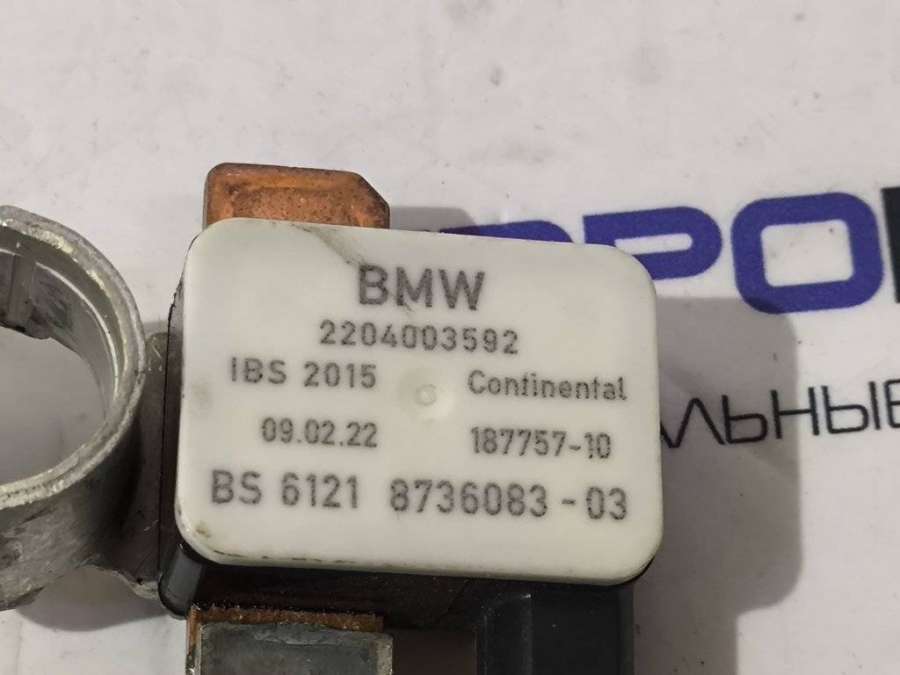 BMW
2204003592
IBS 2015 Continental
09.02.22 187757-10
BS 6121 8736083-03